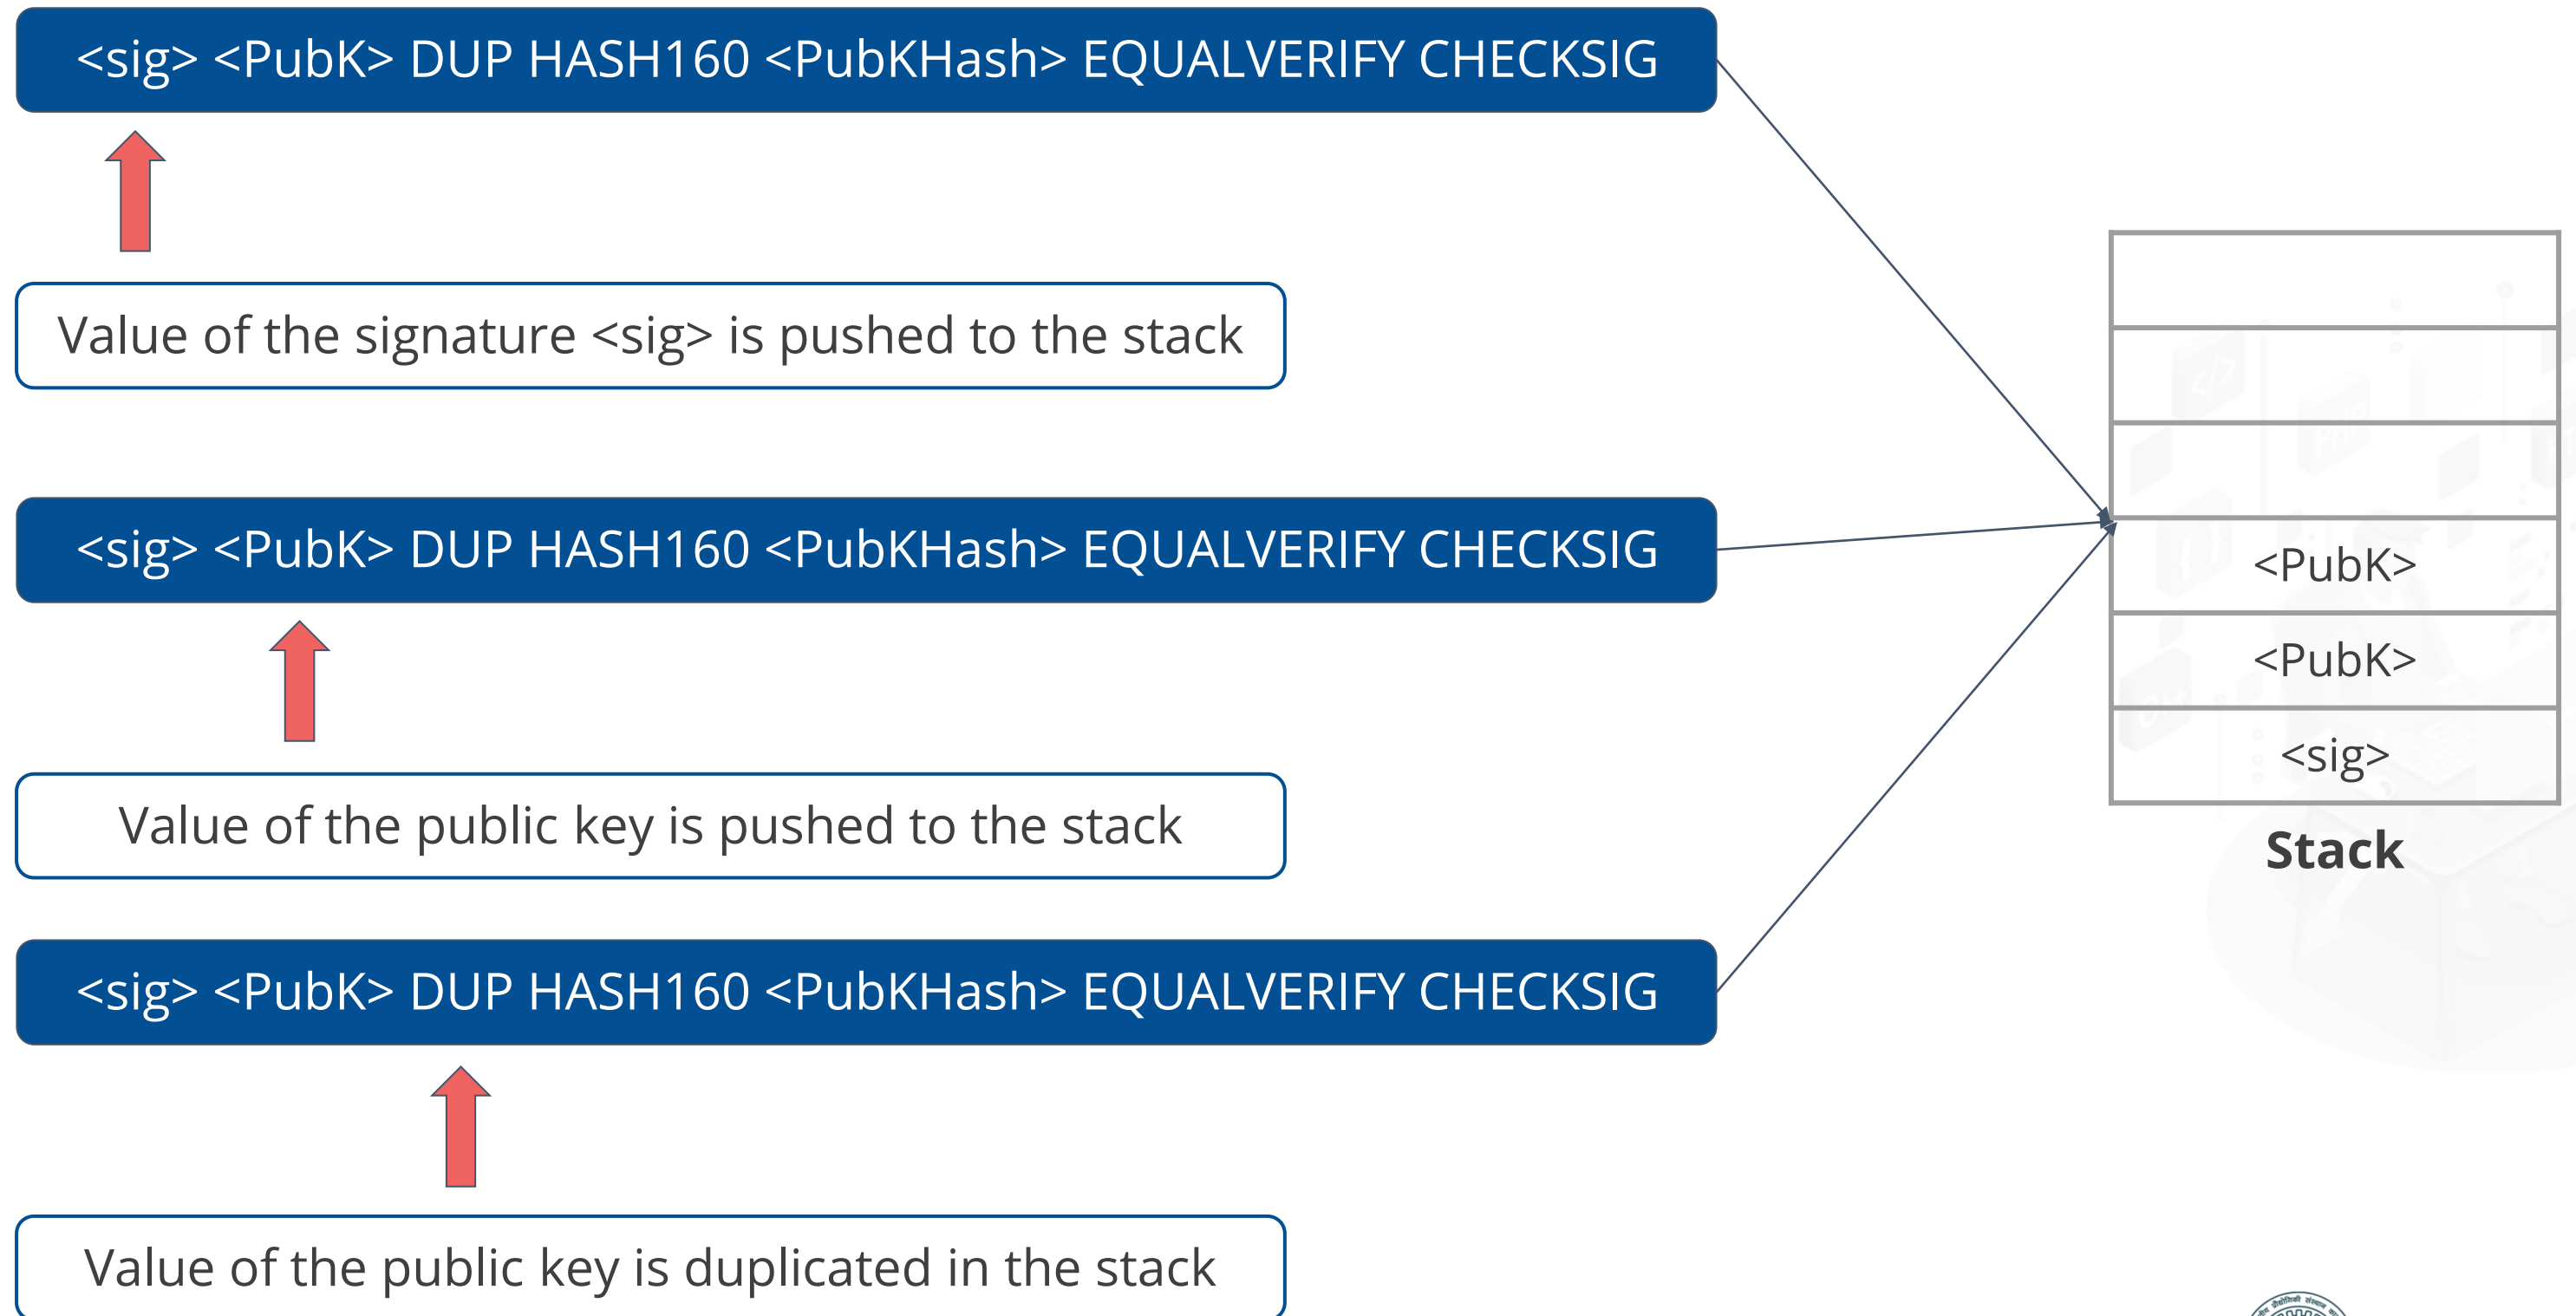 <sig> <PubK> DUP HASH160 <PubKHash> EQUALVERIFY CHECKSIG
Value of the signature <sig> is pushed to the stack
<sig> <PubK> DUP HASH160 <PubKHash> EQUALVERIFY CHECKSIG
Value of the public key is pushed to the stack
<sig> <PubK> DUP HASH160 <PubKHash> EQUALVERIFY CHECKSIG
Value of the public key is duplicated in the stack
<PubK>
<PubK>
<sig>
Stack